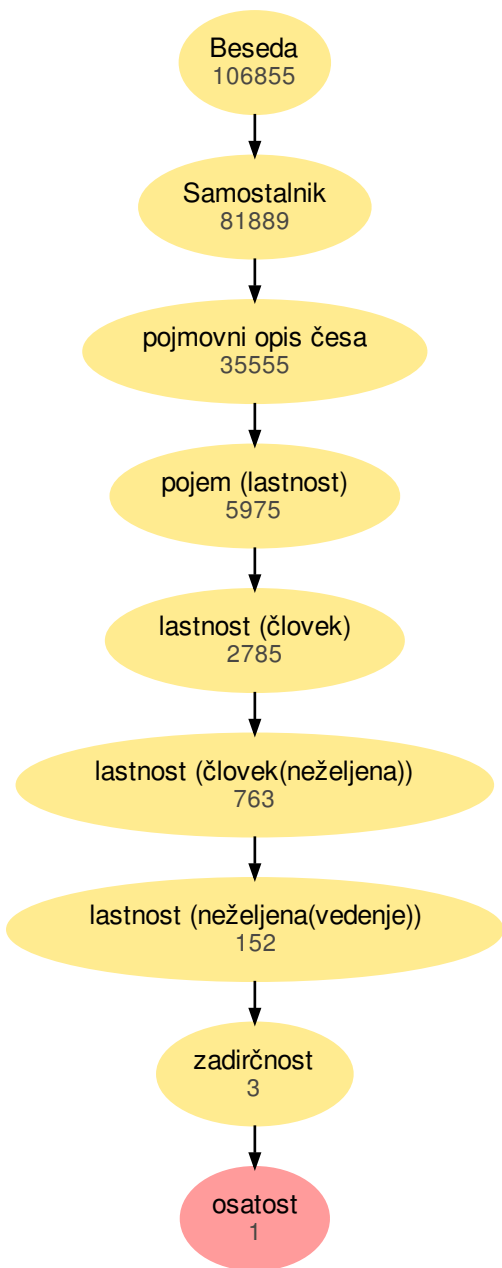 Beseda
106855
Samostalnik
81889
pojmovni opis česa
35555
pojem (lastnost)
5975
lastnost (človek)
2785
lastnost (človek(neželjena))
763
lastnost (neželjena(vedenje))
152
zadirčnost
3
osatost
1